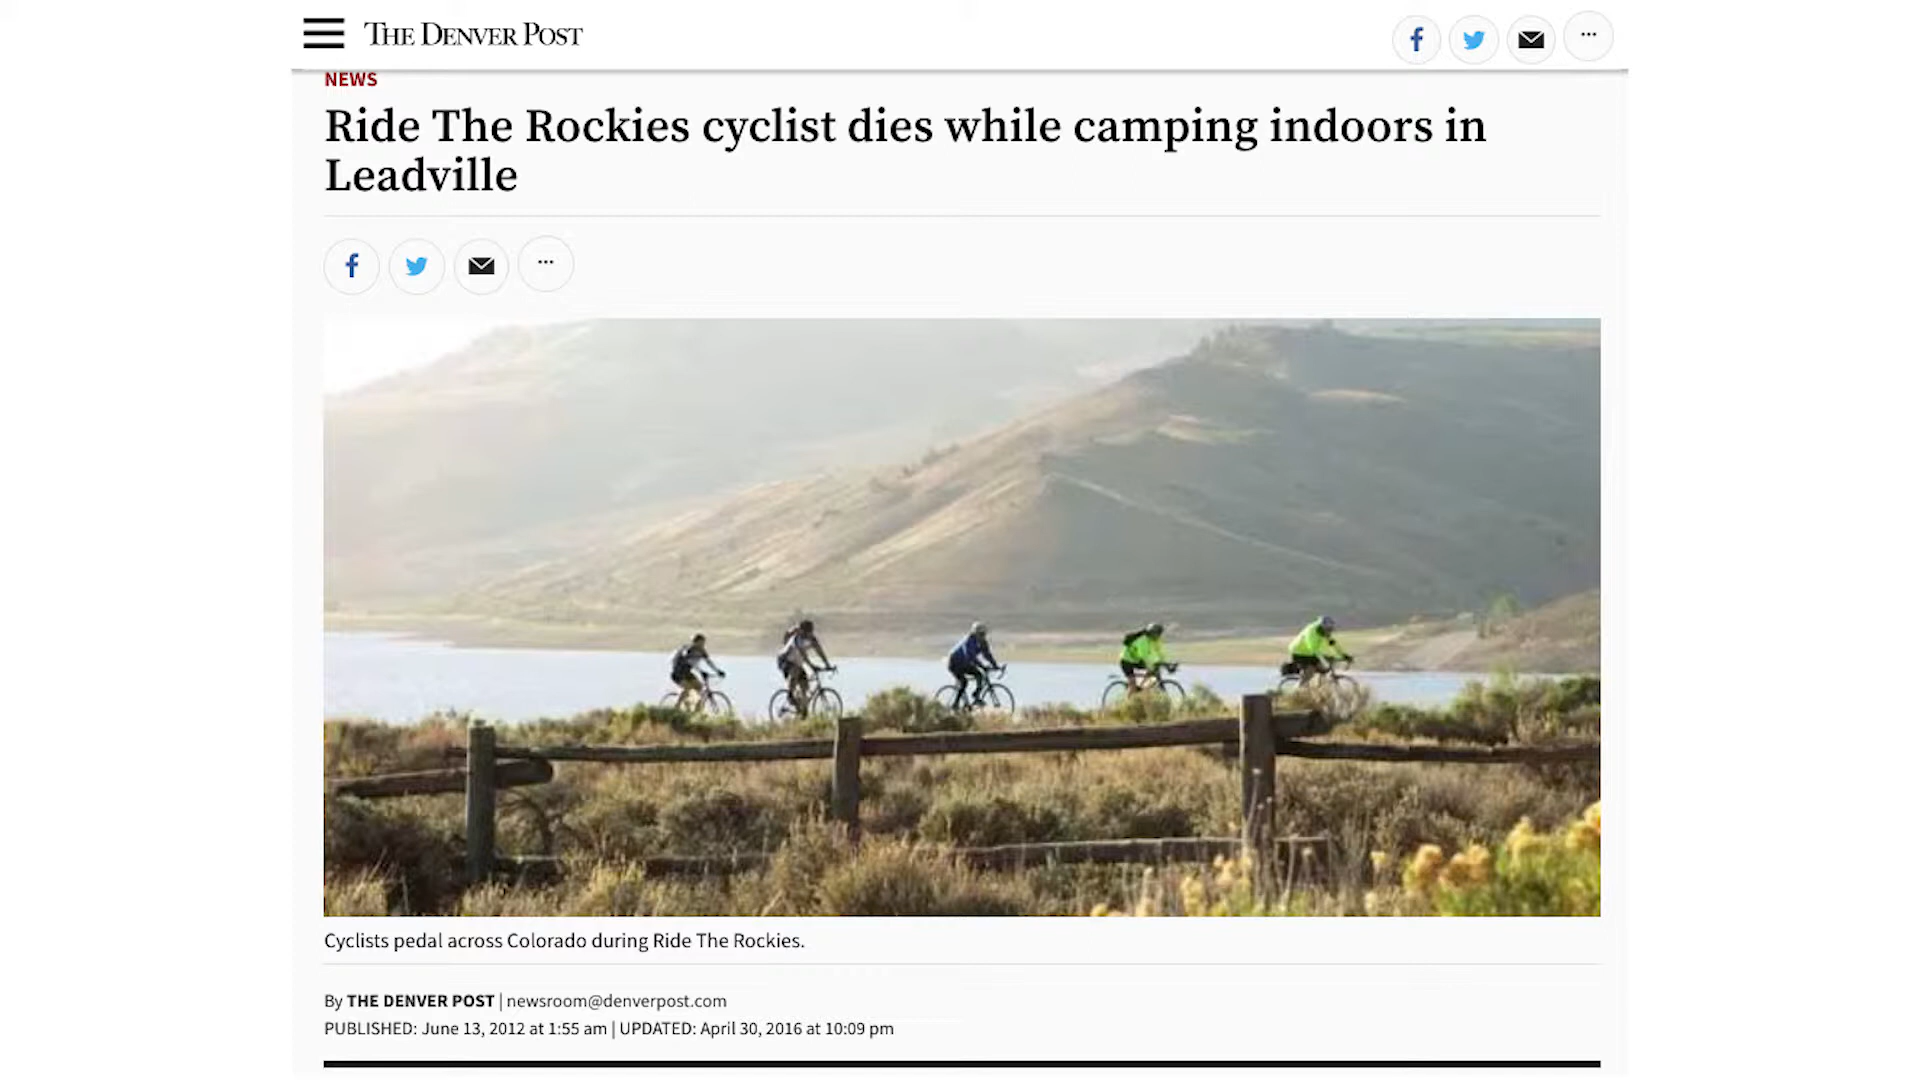 THE DENVER POST
NEWS
Ride The Rockies cyclist dies while camping indoors in
Leadville
Cyclists pedal across Colorado during Ride The Rockies.
By THE DENVER POST | newsroom@denverpost.com
PUBLISHED: June 13, 2012 at 1:55 am | UPDATED: April 30, 2016 at 10:09 pm